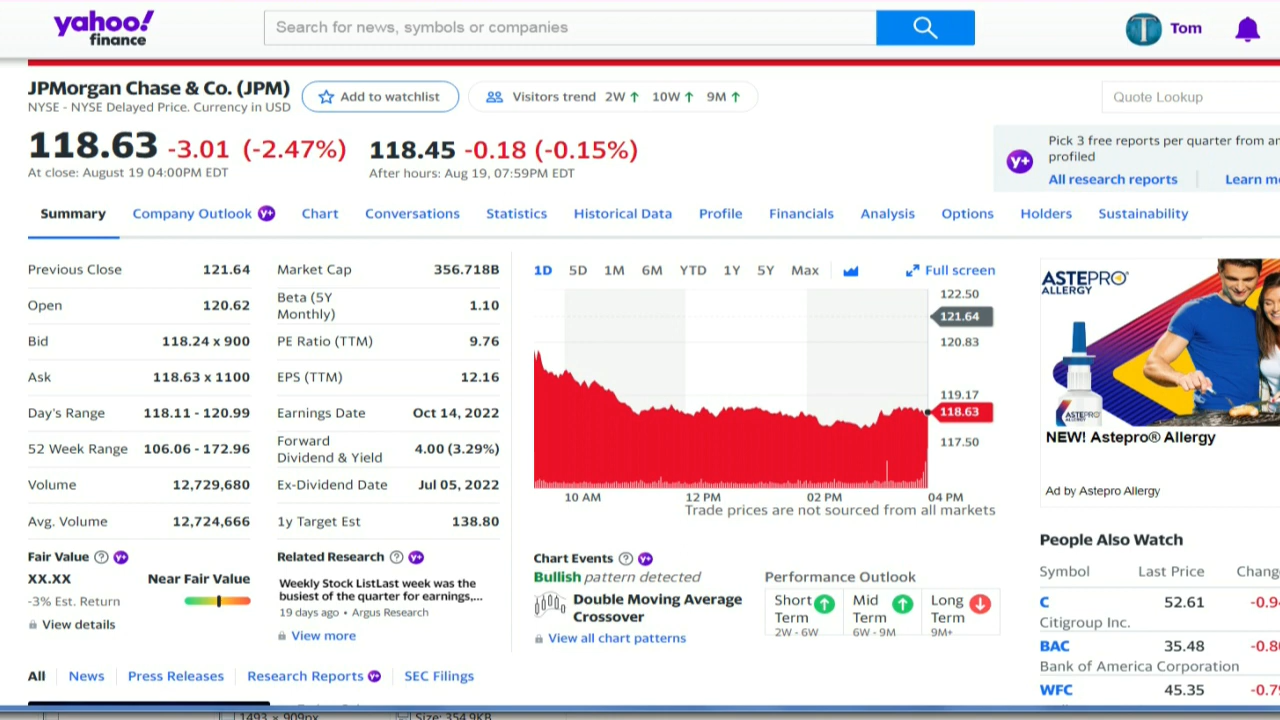 yahoo!
finance
Search for news, symbols or companies
T
Tom
JPMorgan Chase & Co. (JPM)
NYSE - NYSE Delayed Price. Currency in USD
Add to watchlist
Visitors trend 2W↑ 10W↑ 9M↑
Quote Lookup
118.63 -3.01 (-2.47%)
At close: August 19 04:00PM EDT
118.45 -0.18 (-0.15%)
After hours: Aug 19, 07:59PM EDT
y+
Pick 3 free reports per quarter from
profiled
All research reports
Learn
Summary Company Outlook y+ Chart Conversations Statistics Historical Data Profile Financials Analysis Options Holders Sustainability
Previous Close 121.64
Open 120.62
Bid 118.24 x 900
Ask 118.63 x 1100
Day's Range 118.11 - 120.99
52 Week Range 106.06 - 172.96
Volume 12,729,680
Avg. Volume 12,724,666
Market Cap 356.718B
Beta (5Y
Monthly) 1.10
PE Ratio (TTM) 9.76
EPS (TTM) 12.16
Earnings Date Oct 14, 2022
Forward
Dividend & Yield 4.00 (3.29%)
Ex-Dividend Date Jul 05, 2022
1y Target Est 138.80
1D 5D 1M 6M YTD 1Y 5Y Max
Full screen
122.50
121.64
120.83
119.17
118.63
117.50
10 AM 12 PM 02 PM 04 PM
Trade prices are not sourced from all markets
Fair Value ? y+
XX.XX Near Fair Value
-3% Est. Return
View details
Related Research ? y+
Weekly Stock ListLast week was the
busiest of the quarter for earnings,...
19 days ago • Argus Research
View more
Chart Events ? y+
Bullish pattern detected
Double Moving Average
Crossover
View all chart patterns
Performance Outlook
Short
Term
2W - 6W
Mid
Term
6W - 9M
Long
Term
9M+
ASTEPRO®
ALLERGY
ASTEPRO
NEW! Astepro® Allergy
Ad by Astepro Allergy
People Also Watch
Symbol Last Price
C 52.61
Citigroup Inc.
BAC 35.48
Bank of America Corporation
WFC 45.35
All News Press Releases Research Reports y+ SEC Filings
1493 × 909px
Size: 354.9KB